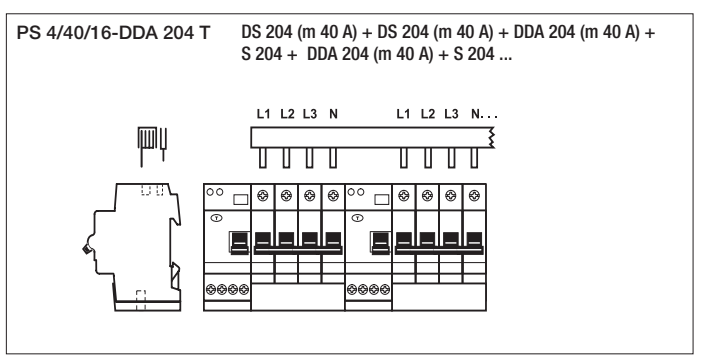 PS 4/40/16-DDA 204 T
DS 204 (m 40 A) + DS 204 (m 40 A) + DDA 204 (m 40 A) +
S 204 + DDA 204 (m 40 A) + S 204 ...
L1 L2 L3 N L1 L2 L3 N...
T T